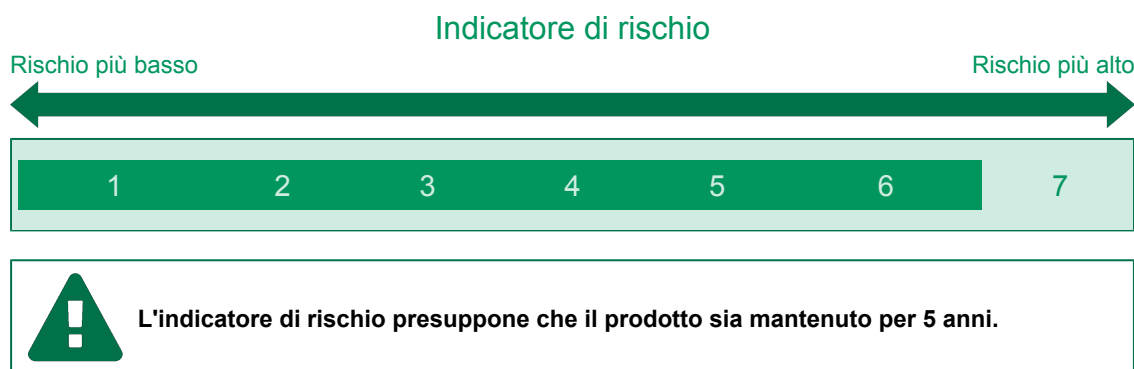 Indicatore di rischio
Rischio più basso Rischio più alto
1 2 3 4 5 6 7
L'indicatore di rischio presuppone che il prodotto sia mantenuto per 5 anni.